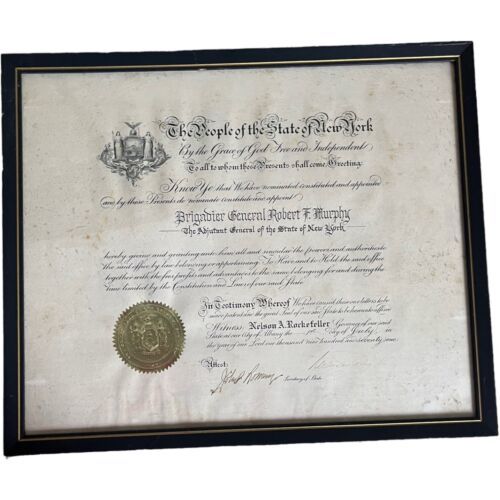 The People of the State of New York
By the Grace of God Free and Independent
To all to whom these Presents shall come Greeting:
Know Ye that We have nominated constituted and appointed
and by these Presents do nominate constitute and appoint
Brigadier General Robert F. Murphy
The Adjutant General of the State of New York,
hereby giving and granting unto him all and singular the powers and authorities to
the said office by law belonging or appertaining. To Have and to Hold the said office
together with the fees profits and advantages to the same belonging for and during the
time limited by the Constitution and Laws of our said State
In Testimony Whereof We have caused these our letters to be
made patent and the great Seal of our said State to be hereunto affixed
Witness Nelson A. Rockefeller Governor of our said
State at our City of Albany the day of
the year of our Lord one thousand nine hundred and seventy
Attest:
Secretary of State